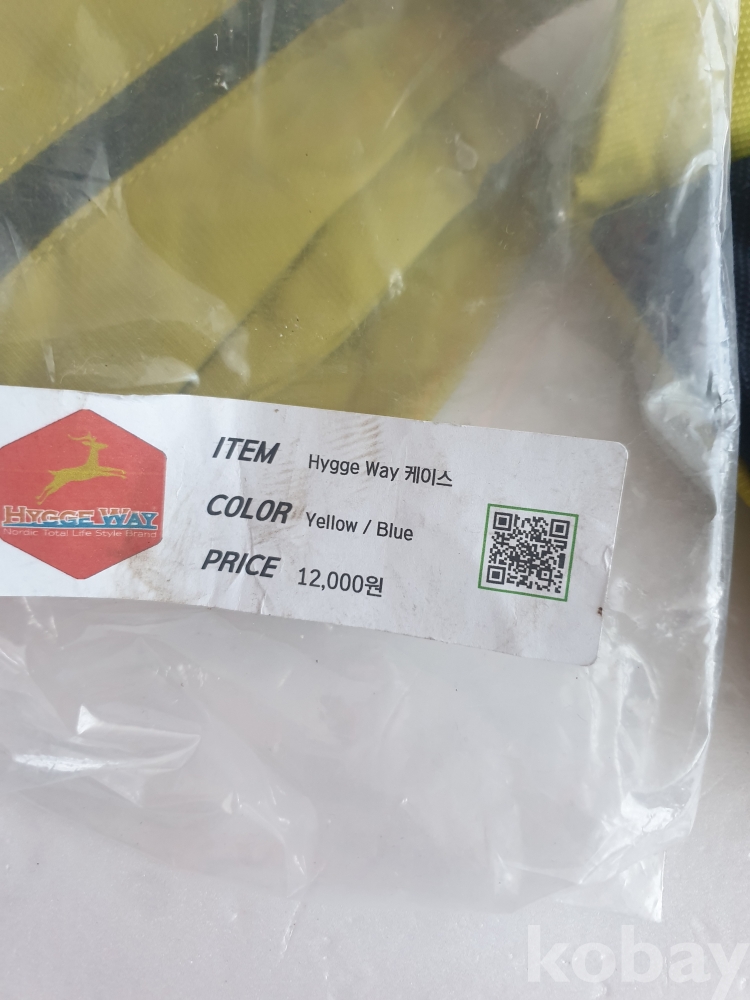 HYGGE WAY
Nordic Total Life Style Brand
ITEM Hygge Way 케이스
COLOR Yellow / Blue
PRICE 12,000원
kobay